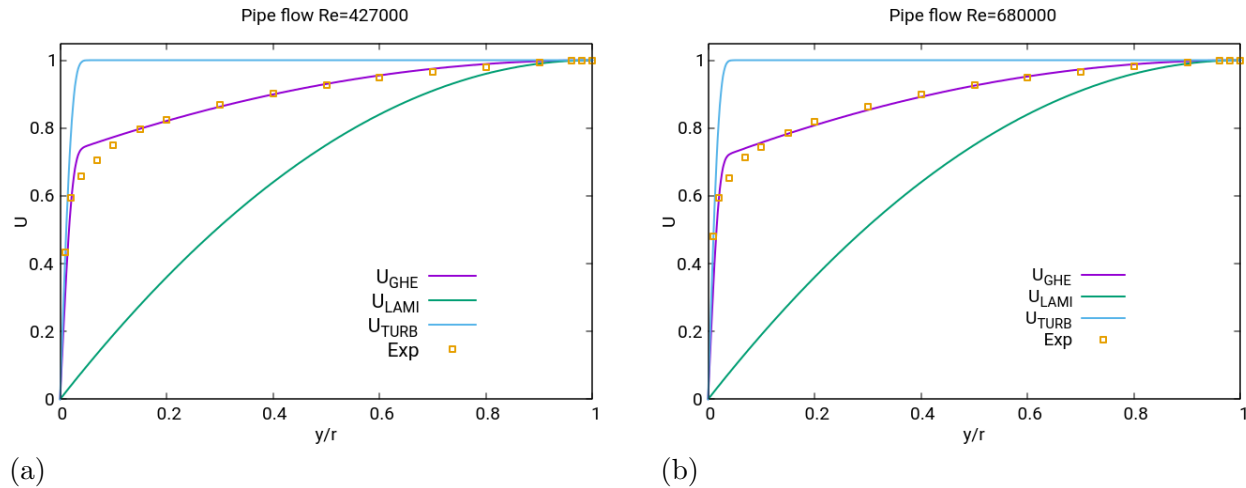 Pipe flow Re=427000
U
1
0.8
0.6
0.4
0.2
0
0 0.2 0.4 0.6 0.8 1
y/r
U_GHE
U_LAMI
U_TURB
Exp
(a)
Pipe flow Re=680000
U
1
0.8
0.6
0.4
0.2
0
0 0.2 0.4 0.6 0.8 1
y/r
U_GHE
U_LAMI
U_TURB
Exp
(b)